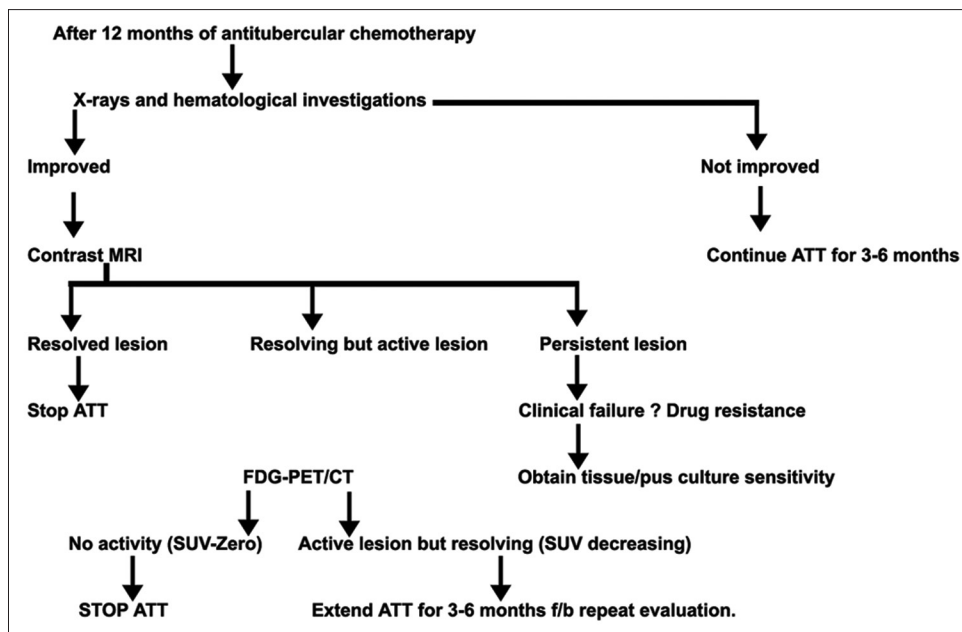 After 12 months of antitubercular chemotherapy
X-rays and hematological investigations
Improved
Not improved
Contrast MRI
Continue ATT for 3-6 months
Resolved lesion
Resolving but active lesion
Persistent lesion
Stop ATT
Clinical failure ? Drug resistance
FDG-PET/CT
Obtain tissue/pus culture sensitivity
No activity (SUV-Zero)
Active lesion but resolving (SUV decreasing)
STOP ATT
Extend ATT for 3-6 months f/b repeat evaluation.